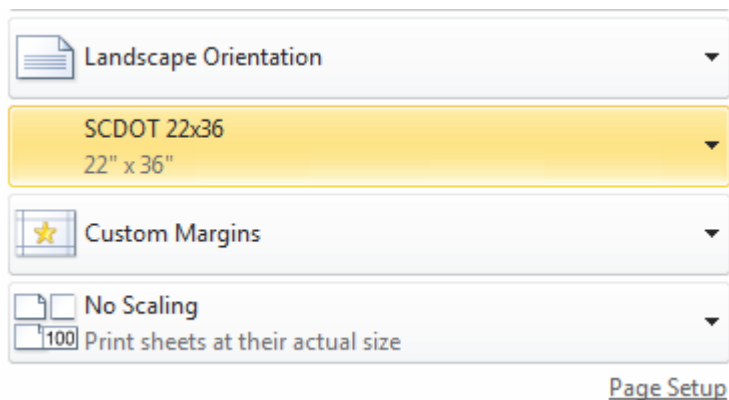 Landscape Orientation
SCDOT 22x36
22" x 36"
Custom Margins
No Scaling
100
Print sheets at their actual size
Page Setup